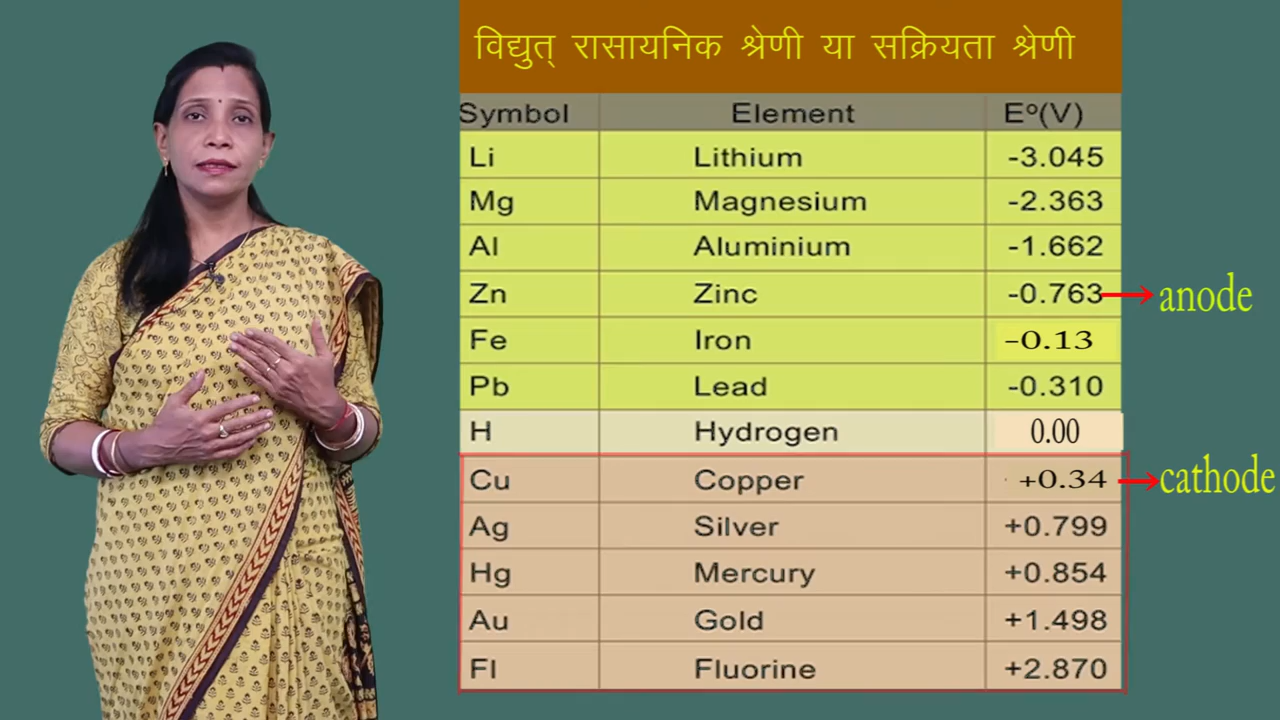 विद्युत् रासायनिक श्रेणी या सक्रियता श्रेणी
Symbol Element Eº(V)
Li Lithium -3.045
Mg Magnesium -2.363
Al Aluminium -1.662
Zn Zinc -0.763 anode
Fe Iron -0.13
Pb Lead -0.310
H Hydrogen 0.00
Cu Copper +0.34 cathode
Ag Silver +0.799
Hg Mercury +0.854
Au Gold +1.498
Fl Fluorine +2.870